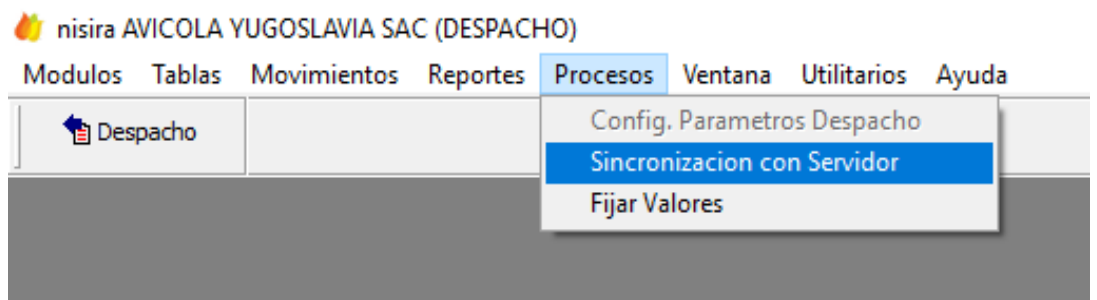 nisira AVICOLA YUGOSLAVIA SAC (DESPACHO)
Modulos Tablas Movimientos Reportes Procesos Ventana Utilitarios Ayuda
Despacho
Config. Parametros Despacho
Sincronizacion con Servidor
Fijar Valores